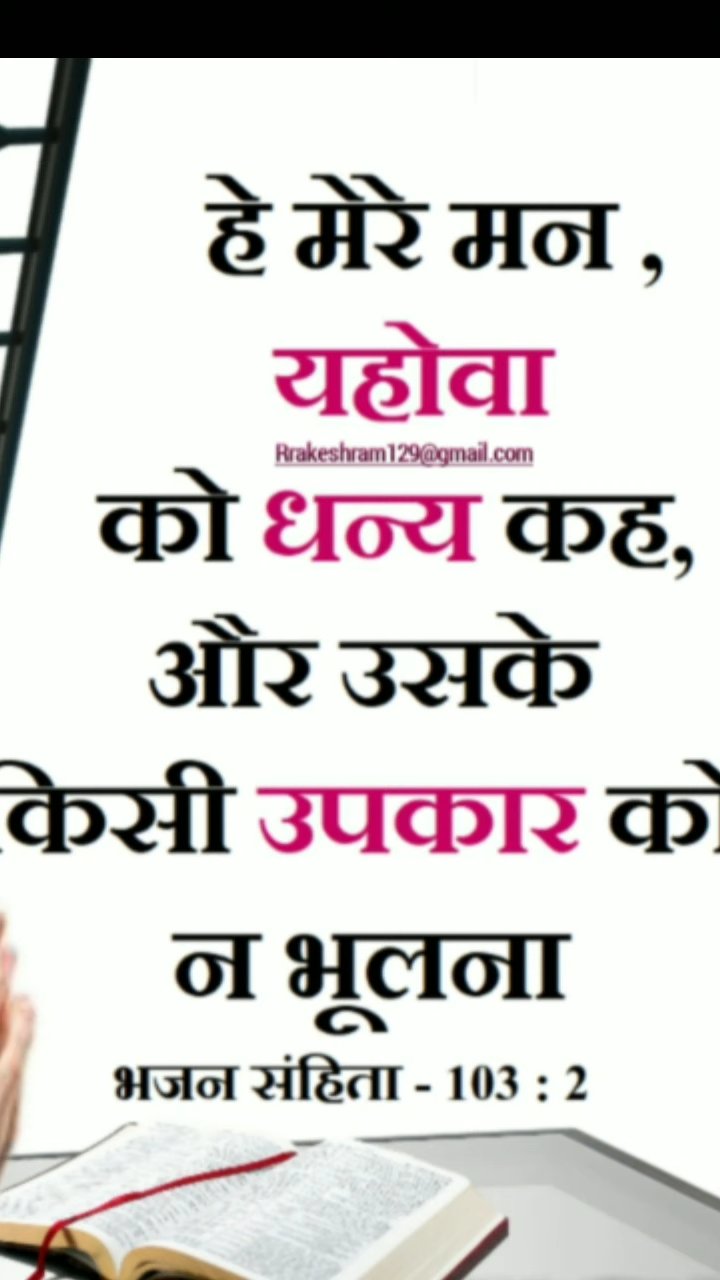 हे मेरे मन ,
यहोवा
Rrakeshram129@gmail.com
को धन्य कह,
और उसके
किसी उपकार को
न भूलना
भजन संहिता - 103 : 2